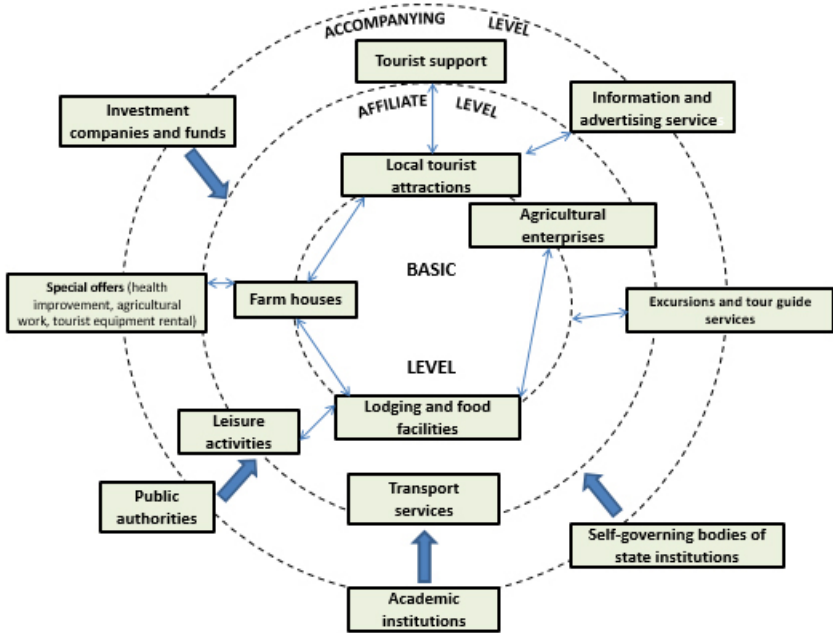 ACCOMPANYING LEVEL
Tourist support
AFFILIATE LEVEL
Investment
companies and funds
Information and
advertising service
Local tourist
attractions
Agricultural
enterprises
BASIC
Special offers (health
improvement, agricultural
work, tourist equipment rental)
Farm houses
Excursions and tour guide
services
LEVEL
Lodging and food
facilities
Leisure
activities
Transport
services
Public
authorities
Self-governing bodies of
state institutions
Academic
institutions